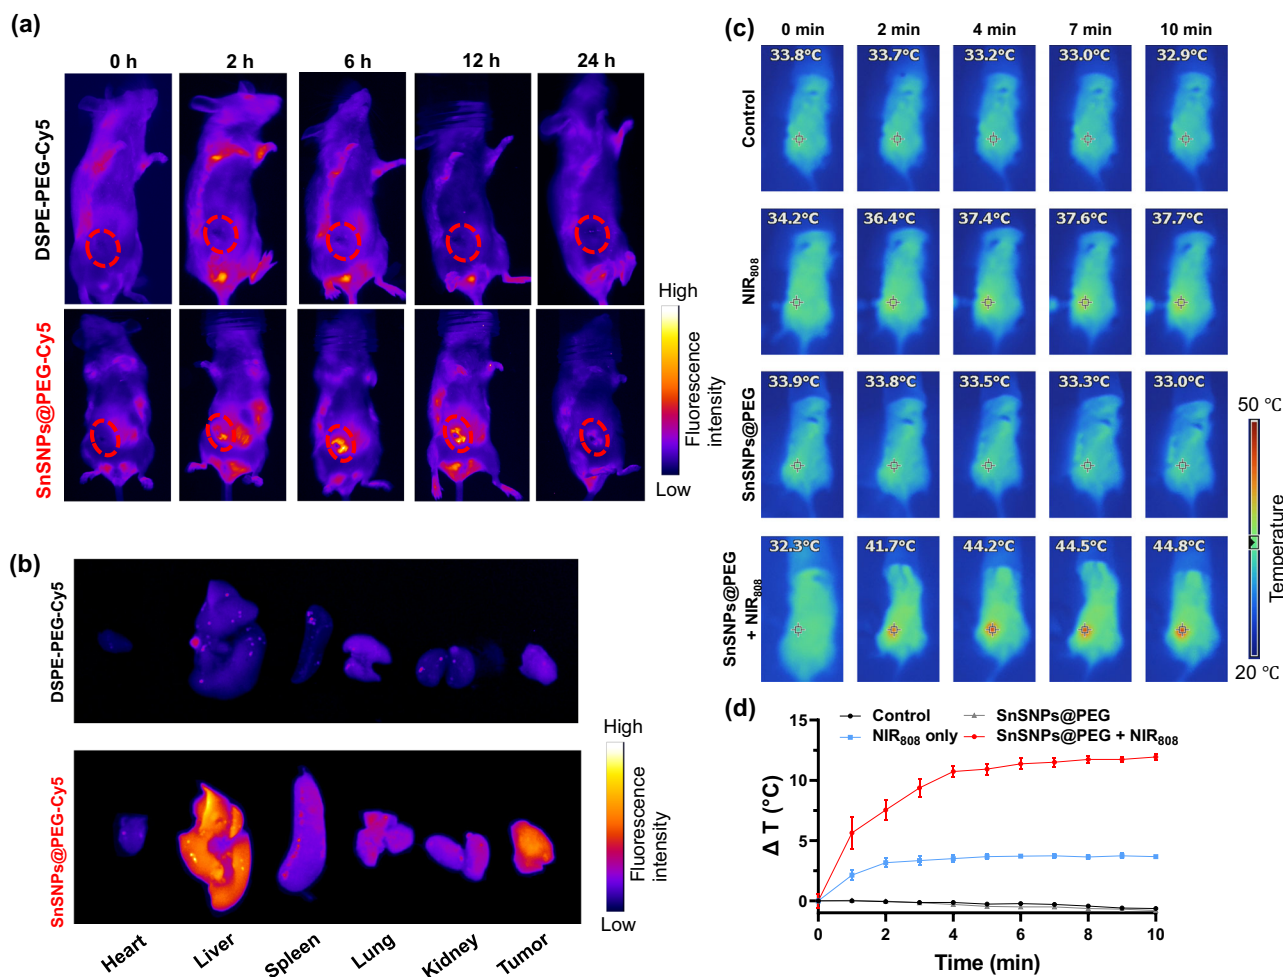 (a)
0 h
2 h
6 h
12 h
24 h
DSPE-PEG-Cy5
SnSNPs@PEG-Cy5
High
Fluorescence
intensity
Low
(b)
DSPE-PEG-Cy5
SnSNPs@PEG-Cy5
High
Fluorescence
intensity
Low
Heart
Liver
Spleen
Lung
Kidney
Tumor
(c)
0 min
2 min
4 min
7 min
10 min
Control
33.8°C
33.7°C
33.2°C
33.0°C
32.9°C
NIR808
34.2°C
36.4°C
37.4°C
37.6°C
37.7°C
SnSNPs@PEG
33.9°C
33.8°C
33.5°C
33.3°C
33.0°C
SnSNPs@PEG
+ NIR808
32.3°C
41.7°C
44.2°C
44.5°C
44.8°C
50 °C
Temperature
20 °C
(d)
Control
SnSNPs@PEG
NIR808 only
SnSNPs@PEG + NIR808
Δ T (°C)
15
10
5
0
0
2
4
6
8
10
Time (min)